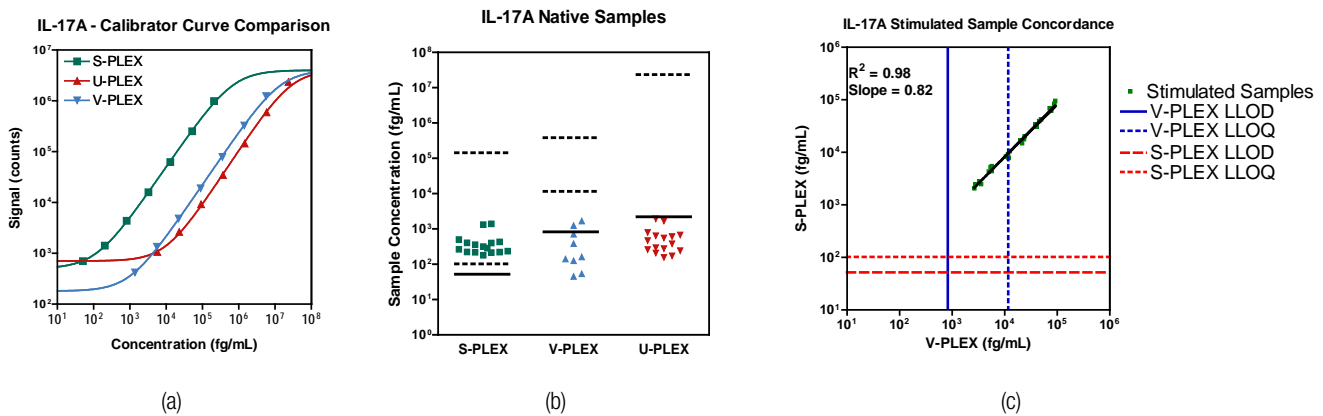 IL-17A - Calibrator Curve Comparison
S-PLEX
U-PLEX
V-PLEX
Signal (counts)
10⁷
10⁶
10⁵
10⁴
10³
10²
10¹ 10² 10³ 10⁴ 10⁵ 10⁶ 10⁷ 10⁸
Concentration (fg/mL)
(a)
IL-17A Native Samples
Sample Concentration (fg/mL)
10⁸
10⁷
10⁶
10⁵
10⁴
10³
10²
10¹
10⁰
S-PLEX V-PLEX U-PLEX
(b)
IL-17A Stimulated Sample Concordance
R² = 0.98
Slope = 0.82
S-PLEX (fg/mL)
10⁶
10⁵
10⁴
10³
10²
10¹
10¹ 10² 10³ 10⁴ 10⁵ 10⁶
V-PLEX (fg/mL)
Stimulated Samples
V-PLEX LLOD
V-PLEX LLOQ
S-PLEX LLOD
S-PLEX LLOQ
(c)